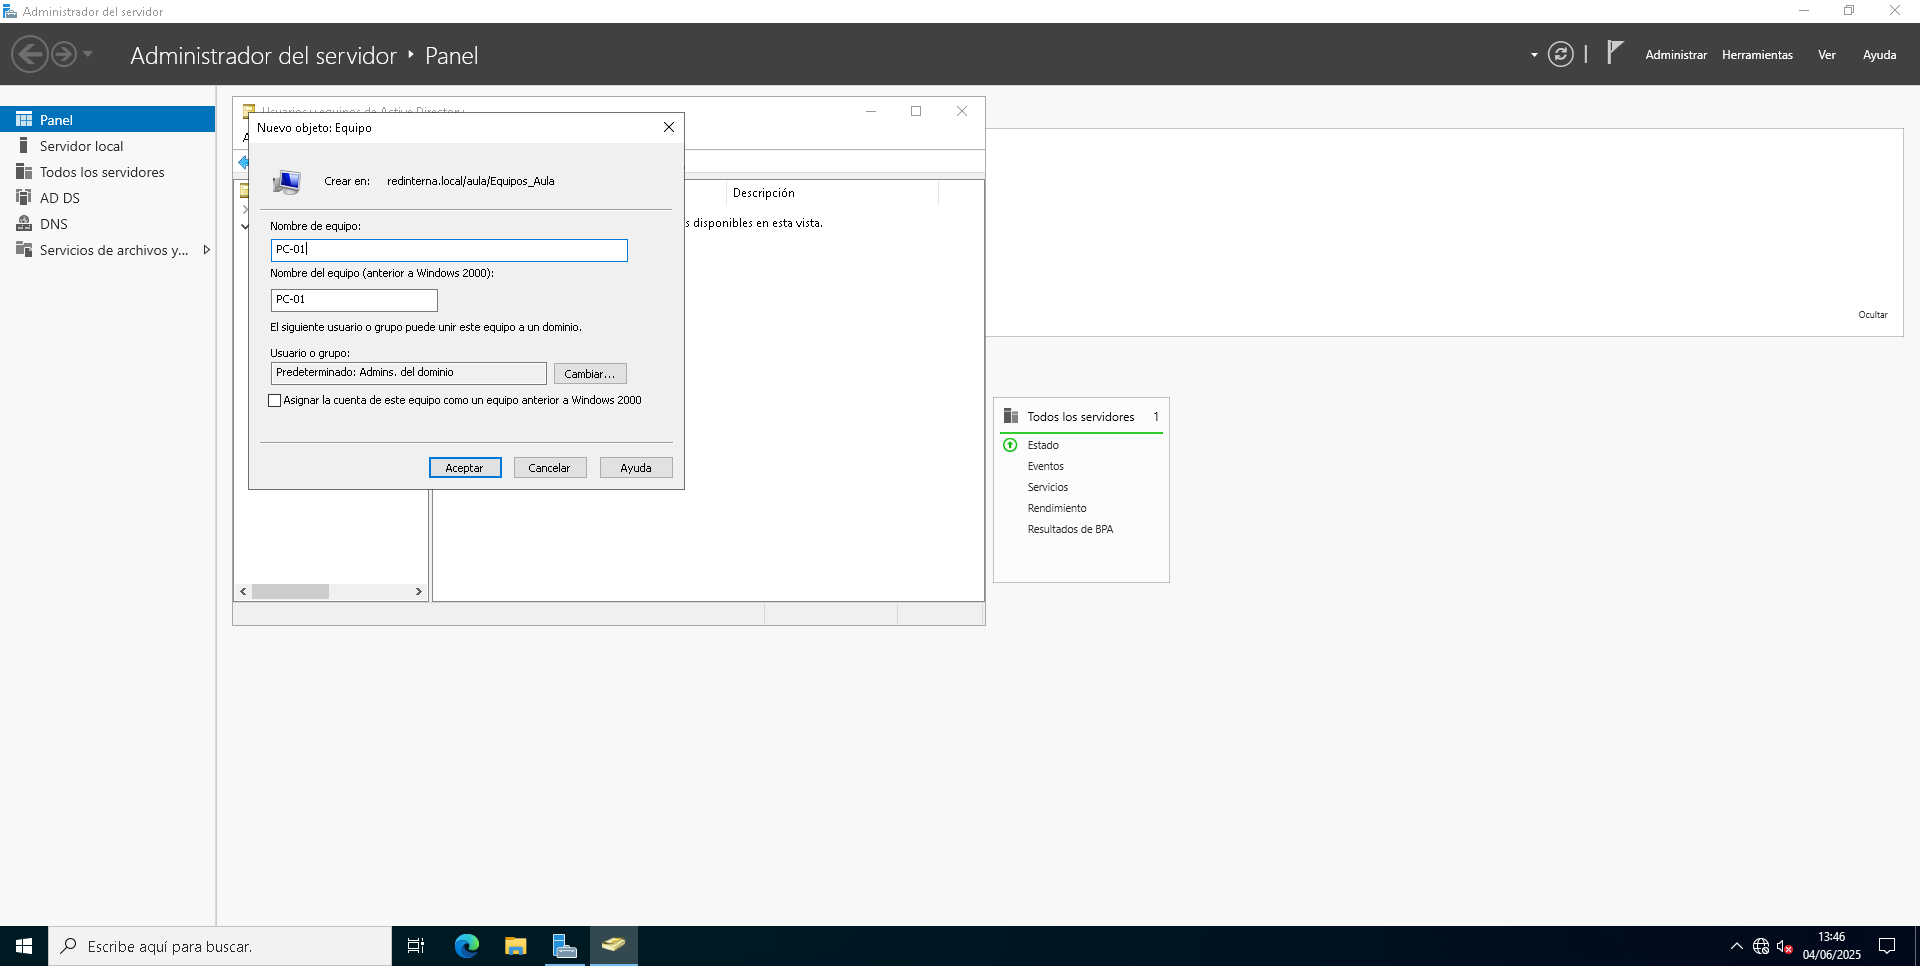 Administrador del servidor
Administrador del servidor ‣ Panel
Administrar
Herramientas
Ver
Ayuda
Panel
Servidor local
Todos los servidores
AD DS
DNS
Servicios de archivos y...
Usuarios y equipos de Active Directory
A
Nuevo objeto: Equipo
Crear en: redinterna.local/aula/Equipos_Aula
Nombre de equipo:
PC-01
Nombre del equipo (anterior a Windows 2000):
PC-01
El siguiente usuario o grupo puede unir este equipo a un dominio.
Usuario o grupo:
Predeterminado: Admins. del dominio
Cambiar...
Asignar la cuenta de este equipo como un equipo anterior a Windows 2000
Aceptar
Cancelar
Ayuda
Descripción
s disponibles en esta vista.
Ocultar
Todos los servidores 1
Estado
Eventos
Servicios
Rendimiento
Resultados de BPA
Escribe aquí para buscar.
13:46
04/06/2025